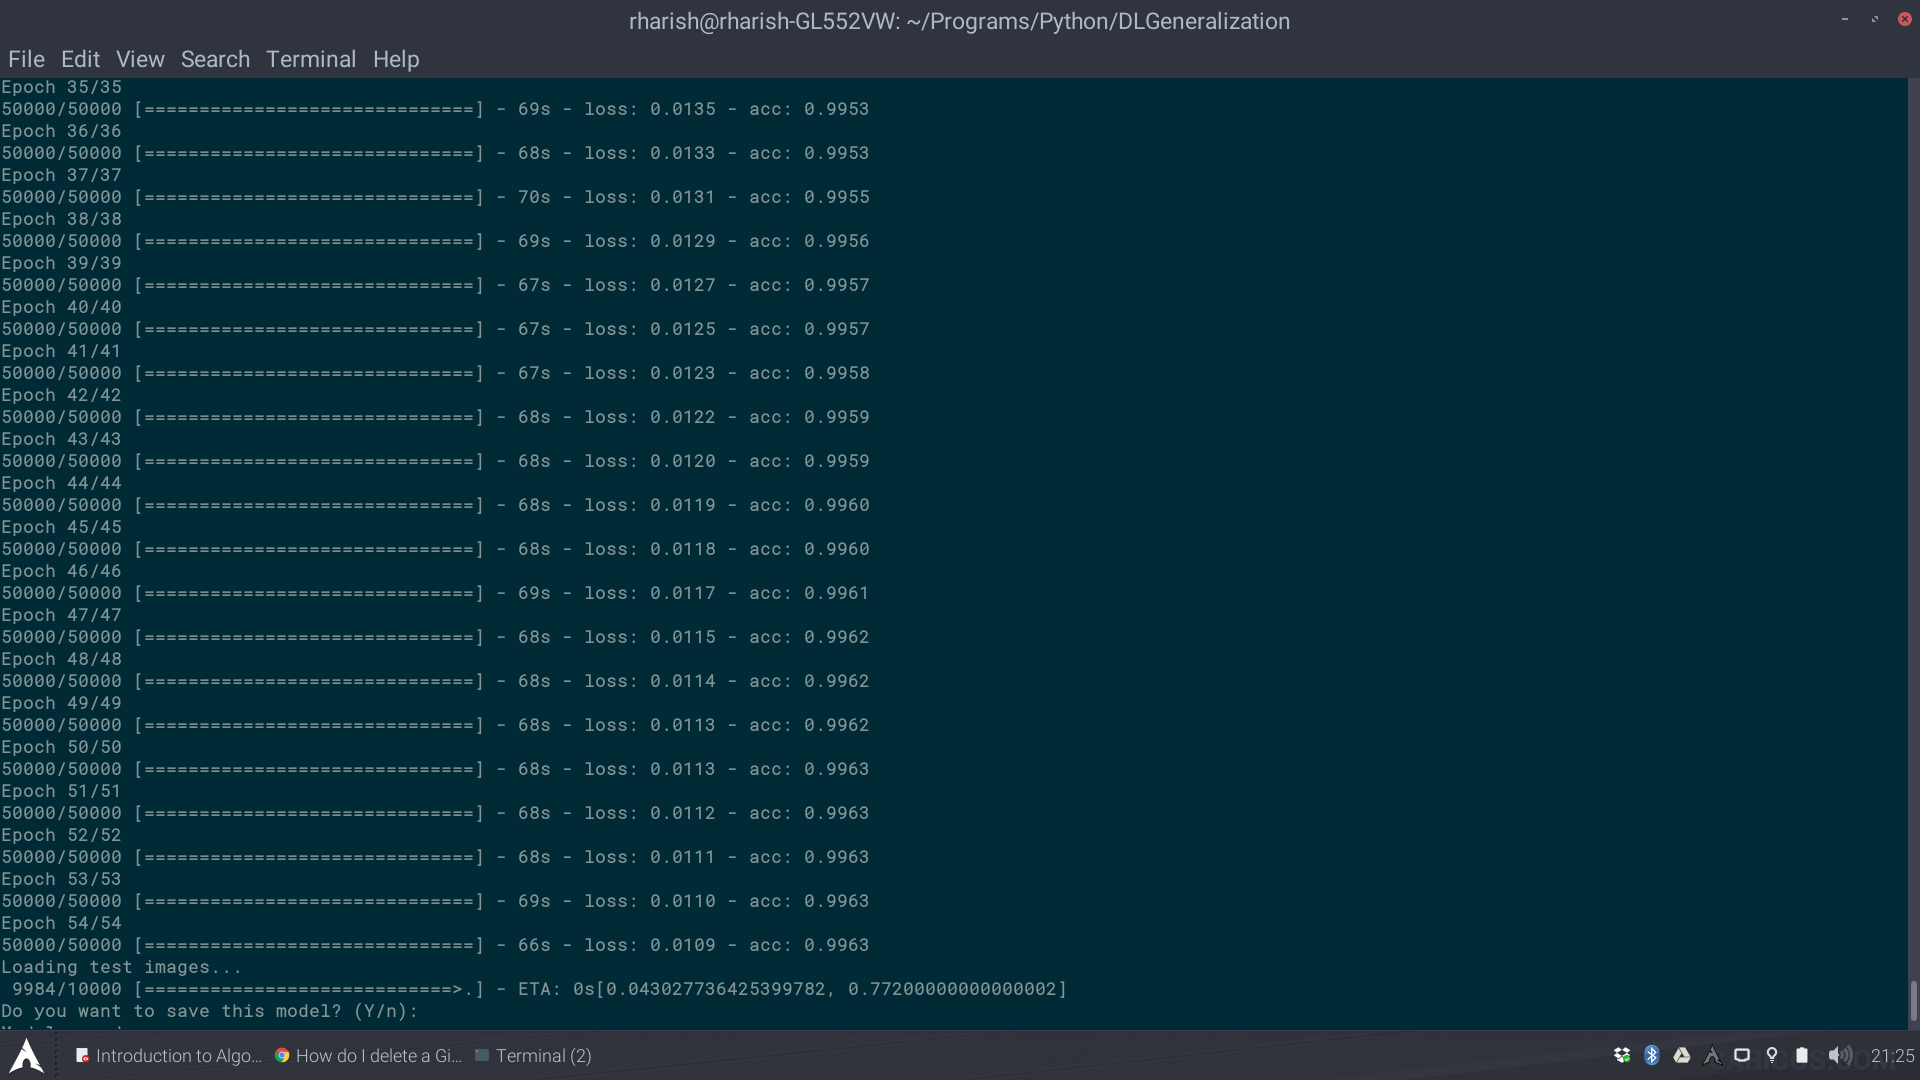 rharish@rharish-GL552VW: ~/Programs/Python/DLGeneralization
File Edit View Search Terminal Help
Epoch 35/35
50000/50000 [==============================] - 69s - loss: 0.0135 - acc: 0.9953
Epoch 36/36
50000/50000 [==============================] - 68s - loss: 0.0133 - acc: 0.9953
Epoch 37/37
50000/50000 [==============================] - 70s - loss: 0.0131 - acc: 0.9955
Epoch 38/38
50000/50000 [==============================] - 69s - loss: 0.0129 - acc: 0.9956
Epoch 39/39
50000/50000 [==============================] - 67s - loss: 0.0127 - acc: 0.9957
Epoch 40/40
50000/50000 [==============================] - 67s - loss: 0.0125 - acc: 0.9957
Epoch 41/41
50000/50000 [==============================] - 67s - loss: 0.0123 - acc: 0.9958
Epoch 42/42
50000/50000 [==============================] - 68s - loss: 0.0122 - acc: 0.9959
Epoch 43/43
50000/50000 [==============================] - 68s - loss: 0.0120 - acc: 0.9959
Epoch 44/44
50000/50000 [==============================] - 68s - loss: 0.0119 - acc: 0.9960
Epoch 45/45
50000/50000 [==============================] - 68s - loss: 0.0118 - acc: 0.9960
Epoch 46/46
50000/50000 [==============================] - 69s - loss: 0.0117 - acc: 0.9961
Epoch 47/47
50000/50000 [==============================] - 68s - loss: 0.0115 - acc: 0.9962
Epoch 48/48
50000/50000 [==============================] - 68s - loss: 0.0114 - acc: 0.9962
Epoch 49/49
50000/50000 [==============================] - 68s - loss: 0.0113 - acc: 0.9962
Epoch 50/50
50000/50000 [==============================] - 68s - loss: 0.0113 - acc: 0.9963
Epoch 51/51
50000/50000 [==============================] - 68s - loss: 0.0112 - acc: 0.9963
Epoch 52/52
50000/50000 [==============================] - 68s - loss: 0.0111 - acc: 0.9963
Epoch 53/53
50000/50000 [==============================] - 69s - loss: 0.0110 - acc: 0.9963
Epoch 54/54
50000/50000 [==============================] - 66s - loss: 0.0109 - acc: 0.9963
Loading test images...
9984/10000 [============================>.] - ETA: 0s[0.043027736425399782, 0.77200000000000002]
Do you want to save this model? (Y/n):
Introduction to Algo... How do I delete a Gi... Terminal (2) 21:25